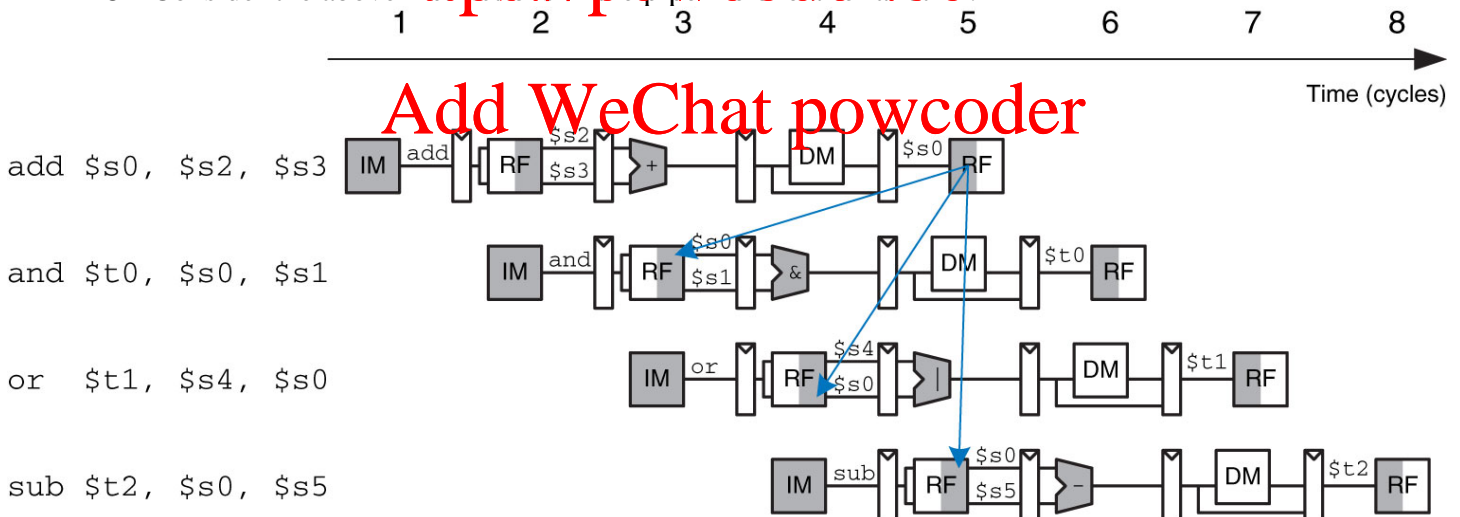 1 2 3 4 5 6 7 8
Time (cycles)
Add WeChat powcoder
add $s0, $s2, $s3 IM add RF $s2 $s3 + DM $s0 RF
and $t0, $s0, $s1 IM and RF $s0 $s1 & DM $t0 RF
or $t1, $s4, $s0 IM or RF $s4 $s0 | DM $t1 RF
sub $t2, $s0, $s5 IM sub RF $s0 $s5 - DM $t2 RF